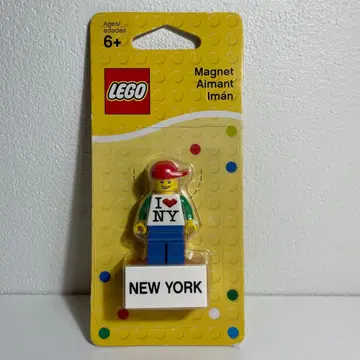 Ages/
edades
6+
LEGO
Magnet
Aimant
Imán
I ❤
NY
NEW YORK